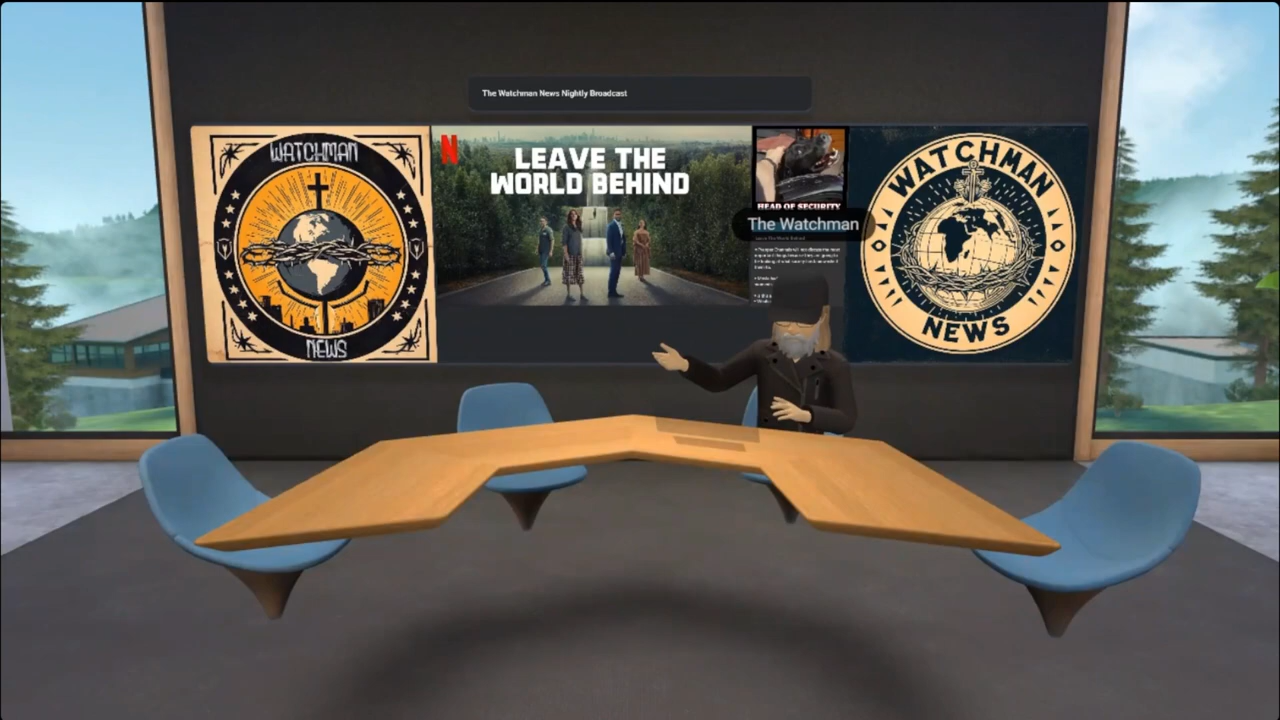 The Watchman News Nightly Broadcast
WATCHMAN
NEWS
N
LEAVE THE
WORLD BEHIND
HEAD OF SECURITY
The Watchman
WATCHMAN
NEWS